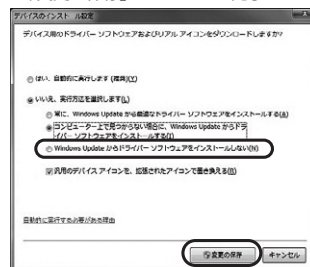 デバイスのインストール設定
デバイス用のドライバー ソフトウェアおよびリアル アイコンをダウンロードしますか?
はい、自動的に実行します (推奨)(Y)
いいえ、実行方法を選択します(L)
常に、Windows Update から最適なドライバー ソフトウェアをインストールする(A)
コンピューター上で見つからない場合に、Windows Update からドラ
イバー ソフトウェアをインストールする(I)
Windows Update からドライバー ソフトウェアをインストールしない(N)
汎用のデバイス アイコンを、拡張されたアイコンで置き換える(R)
自動的に実行する必要がある理由
変更の保存 キャンセル